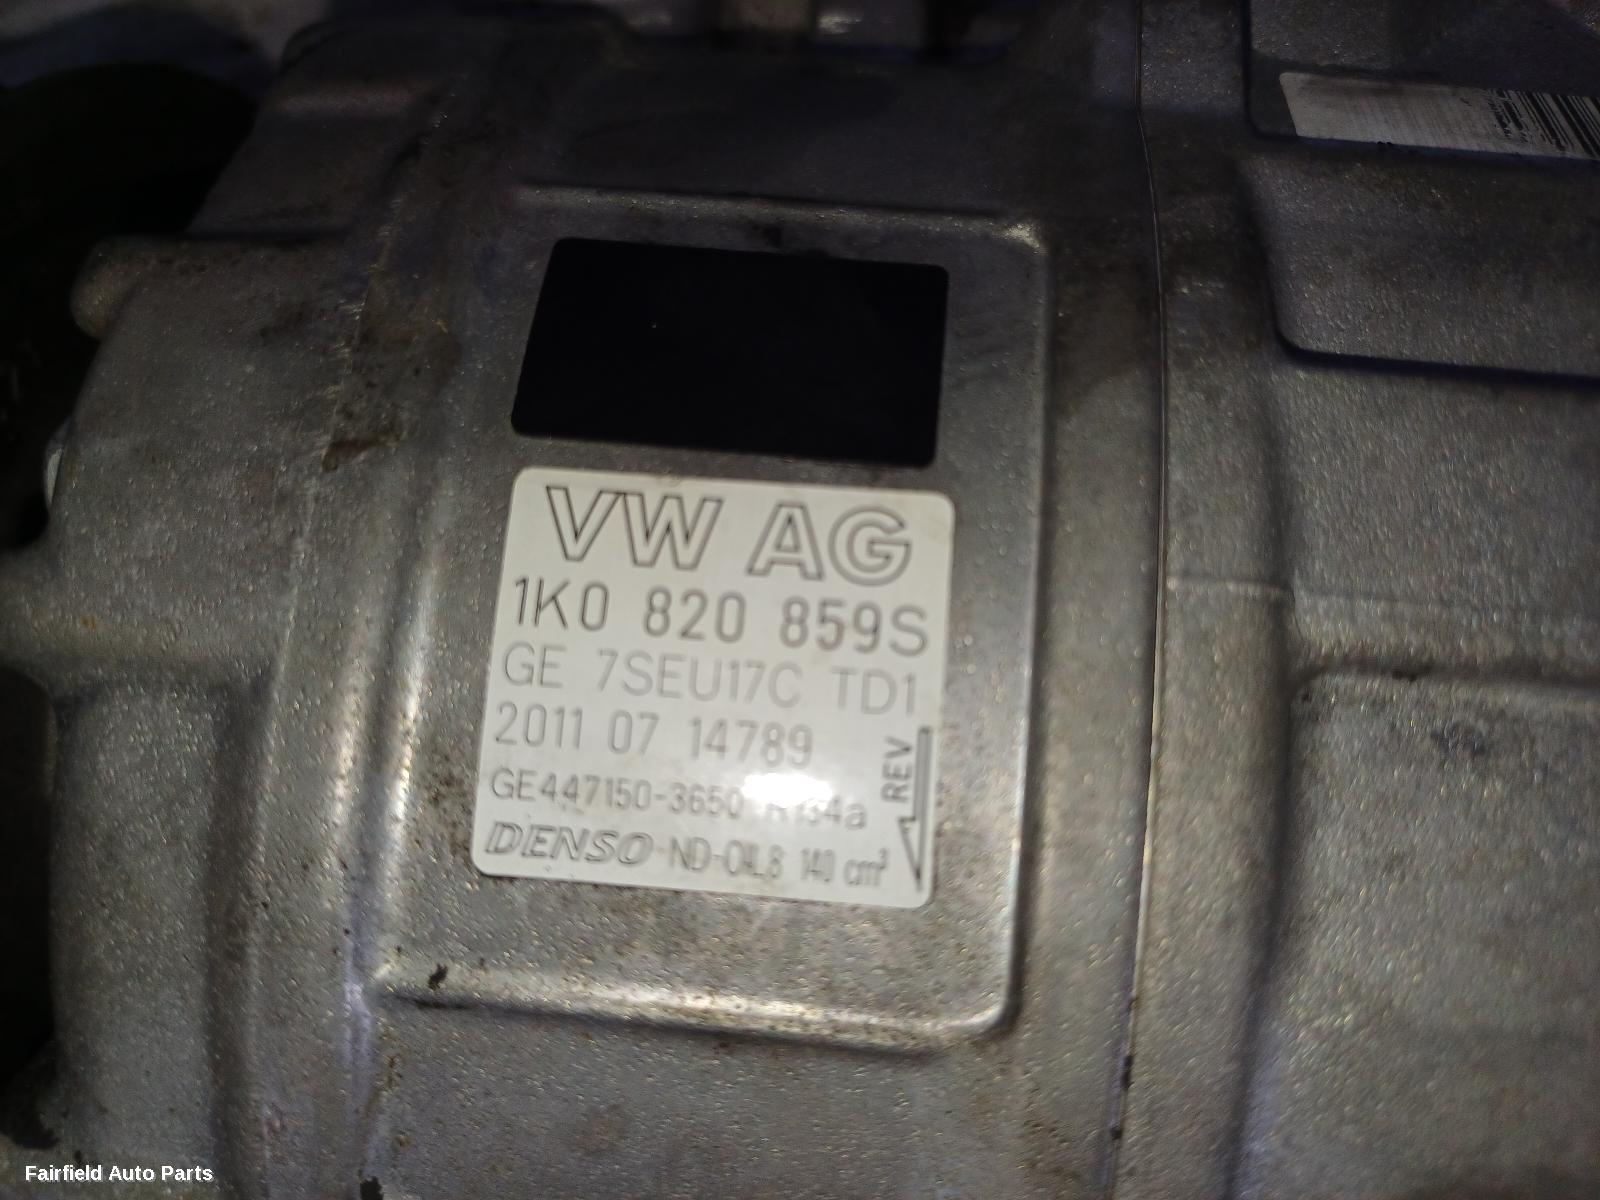 VW AG
1K0 820 859S
GE 7SEU17C TD1
2011 07 14789
GE447150-3650 R134a
DENSO ND-OIL8 140 cm³
REV
Fairfield Auto Parts